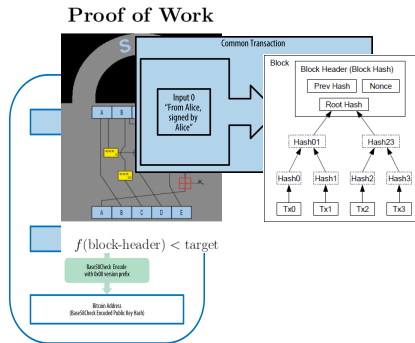 Proof of Work
S
Common Transaction
Input 0
"From Alice,
signed by
Alice"
Block
Block Header (Block Hash)
Prev Hash
Nonce
Root Hash
Hash01
Hash23
Hash0
Hash1
Hash2
Hash3
Tx0
Tx1
Tx2
Tx3
A B
A B C D E
f(block-header) < target
Base58Check Encode
with 0x00 version prefix
Bitcoin Address
(Base58Check Encoded Public Key Hash)